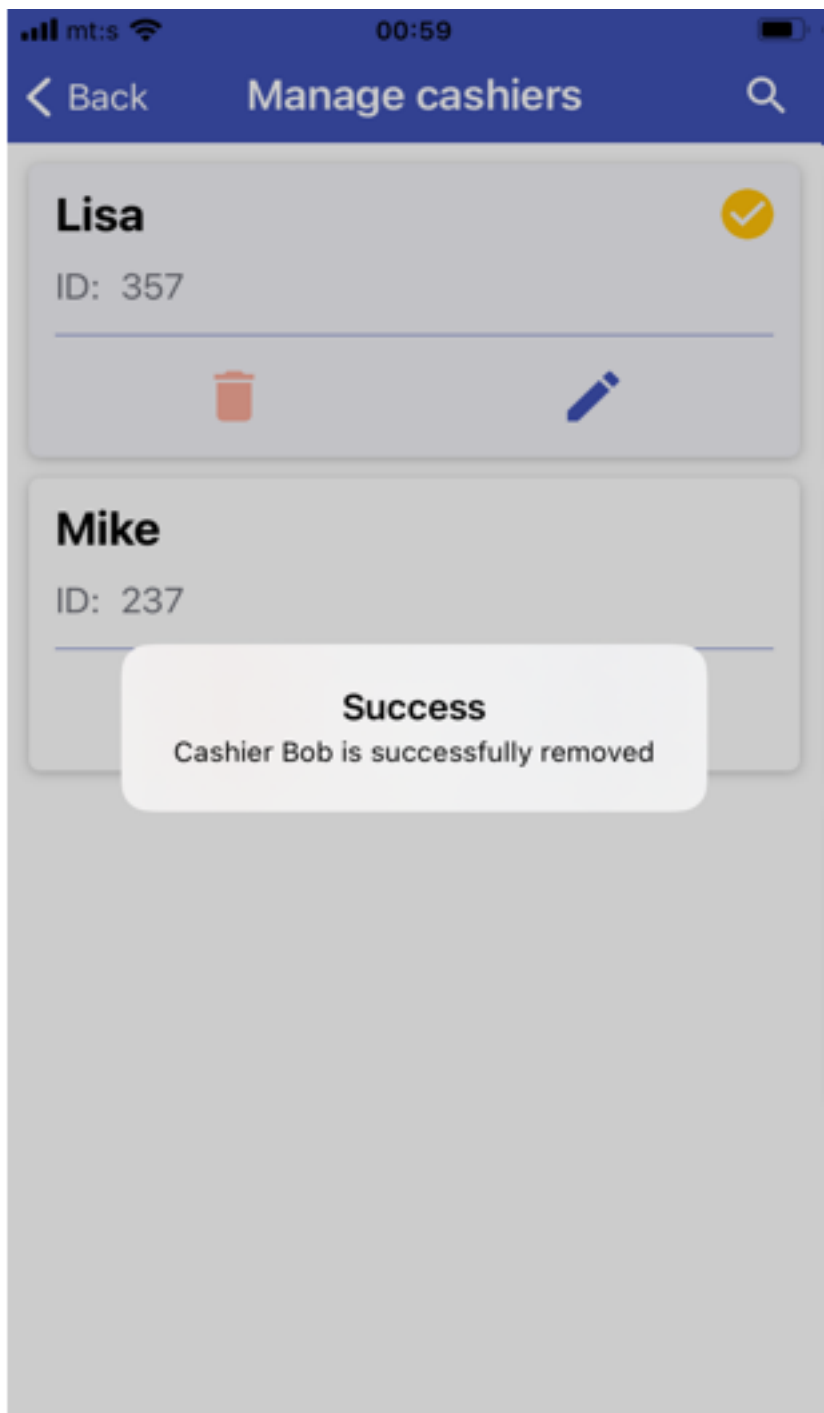 mt:s 00:59
Back Manage cashiers
Lisa
ID: 357
Mike
ID: 237
Success
Cashier Bob is successfully removed